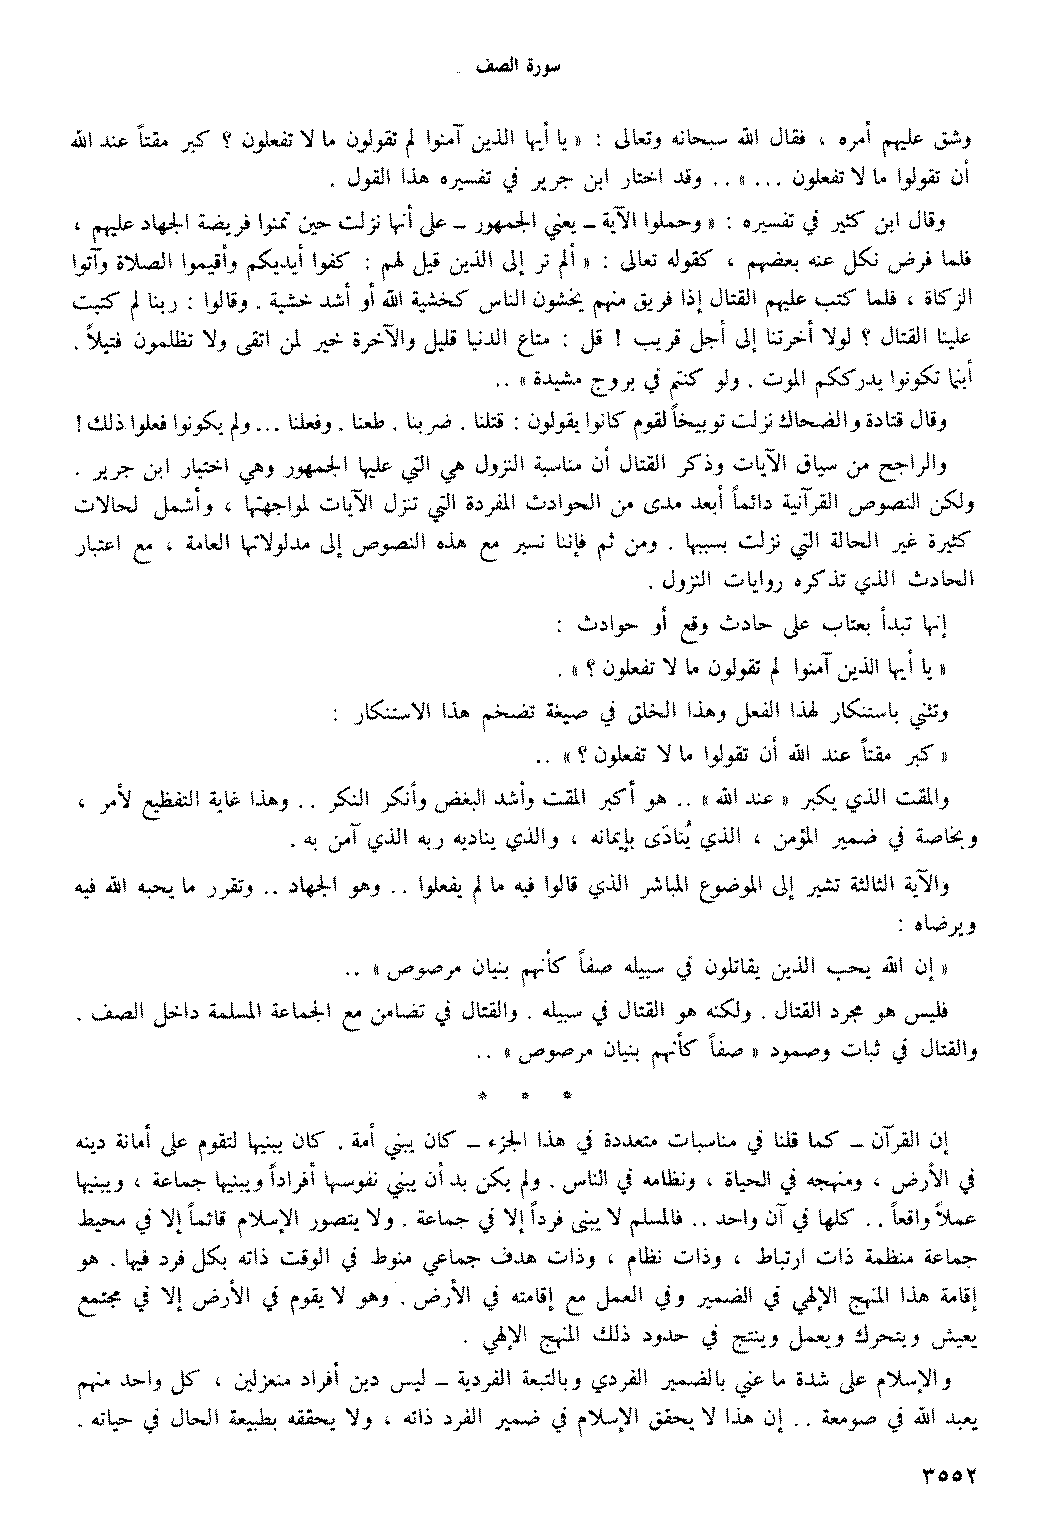 سورة الصف
وشق عليهم أمره ، فقال الله سبحانه وتعالى : « يا أيها الذين آمنوا لم تقولون ما لا تفعلون ؟ كبر مقتاً عند الله
أن تقولوا ما لا تفعلون ... » .. وقد اختار ابن جرير في تفسيره هذا القول .
وقال ابن كثير في تفسيره : « وحملوا الآية ــ يعني الجمهور ــ على أنها نزلت حين تمنوا فريضة الجهاد عليهم ،
فلما فرض نكل عنه بعضهم ، كقوله تعالى : « ألم تر إلى الذين قيل لهم : كفوا أيديكم وأقيموا الصلاة وآتوا
الزكاة ، فلما كتب عليهم القتال إذا فريق منهم يخشون الناس كخشية الله أو أشد خشية . وقالوا : ربنا لم كتبت
علينا القتال ؟ لولا أخرتنا إلى أجل قريب ! قل : متاع الدنيا قليل والآخرة خير لمن اتقى ولا تظلمون فتيلاً .
أينما تكونوا يدرككم الموت . ولو كنتم في بروج مشيدة » ..
وقال قتادة والضحاك نزلت توبيخاً لقوم كانوا يقولون : قتلنا . ضربنا . طعنا . وفعلنا ... ولم يكونوا فعلوا ذلك !
والراجح من سياق الآيات وذكر القتال أن مناسبة النزول هي التي عليها الجمهور وهي اختيار ابن جرير .
ولكن النصوص القرآنية دائماً أبعد مدى من الحوادث المفردة التي تنزل الآيات لمواجهتها ، وأشمل لحالات
كثيرة غير الحالة التي نزلت بسببها . ومن ثم فإننا نسير مع هذه النصوص إلى مدلولاتها العامة ، مع اعتبار
الحادث الذي تذكره روايات النزول .
إنها تبدأ بعتاب على حادث وقع أو حوادث :
« يا أيها الذين آمنوا لم تقولون ما لا تفعلون ؟ » .
وتثني باستنكار لهذا الفعل وهذا الخلق في صيغة تضخم هذا الاستنكار :
« كبر مقتاً عند الله أن تقولوا ما لا تفعلون ؟ » ..
والمقت الذي يكبر « عند الله » .. هو أكبر المقت وأشد البغض وأنكر النكر .. وهذا غاية التفظيع لأمر ،
وبخاصة في ضمير المؤمن ، الذي يُنادَى بإيمانه ، والذي يناديه ربه الذي آمن به .
والآية الثالثة تشير إلى الموضوع المباشر الذي قالوا فيه ما لم يفعلوا .. وهو الجهاد .. وتقرر ما يحبه الله فيه
ويرضاه :
« إن الله يحب الذين يقاتلون في سبيله صفاً كأنهم بنيان مرصوص » ..
فليس هو مجرد القتال . ولكنه هو القتال في سبيله . والقتال في تضامن مع الجماعة المسلمة داخل الصف .
والقتال في ثبات وصمود « صفاً كأنهم بنيان مرصوص » ..
* * *
إن القرآن ــ كما قلنا في مناسبات متعددة في هذا الجزء ــ كان يبني أمة . كان يبنيها لتقوم على أمانة دينه
في الأرض ، ومنهجه في الحياة ، ونظامه في الناس . ولم يكن بد أن يبني نفوسها أفراداً ويبنيها جماعة ، ويبنيها
عملاً واقعاً .. كلها في آن واحد .. فالمسلم لا يبنى فرداً إلا في جماعة . ولا يتصور الإسلام قائماً إلا في محيط
جماعة منظمة ذات ارتباط ، وذات نظام ، وذات هدف جماعي منوط في الوقت ذاته بكل فرد فيها . هو
إقامة هذا المنهج الإلهي في الضمير وفي العمل مع إقامته في الأرض . وهو لا يقوم في الأرض إلا في مجتمع
يعيش ويتحرك ويعمل وينتج في حدود ذلك المنهج الإلهي .
والإسلام على شدة ما عني بالضمير الفردي وبالتبعة الفردية ــ ليس دين أفراد منعزلين ، كل واحد منهم
يعبد الله في صومعة .. إن هذا لا يحقق الإسلام في ضمير الفرد ذاته ، ولا يحققه بطبيعة الحال في حياته .
٣٥٥٢